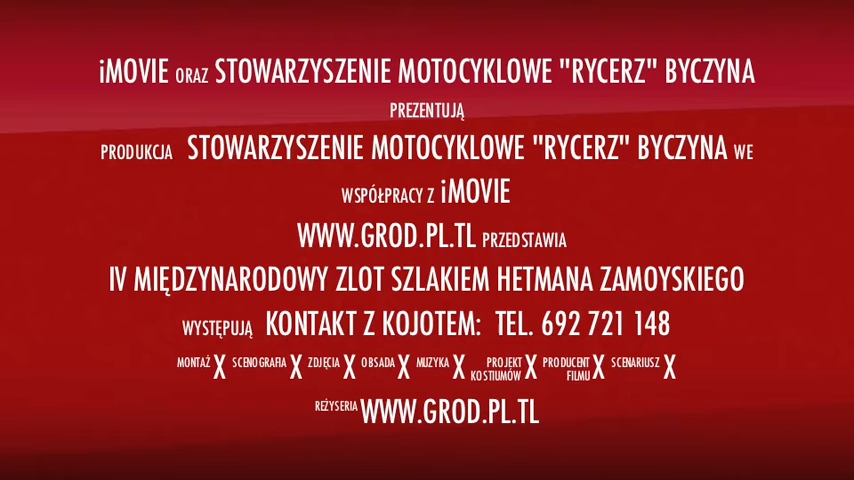 iMOVIE ORAZ STOWARZYSZENIE MOTOCYKLOWE "RYCERZ" BYCZYNA
PREZENTUJĄ
PRODUKCJA STOWARZYSZENIE MOTOCYKLOWE "RYCERZ" BYCZYNA WE
WSPÓŁPRACY Z iMOVIE
WWW.GROD.PL.TL PRZEDSTAWIA
IV MIĘDZYNARODOWY ZLOT SZLAKIEM HETMANA ZAMOYSKIEGO
WYSTĘPUJĄ KONTAKT Z KOJOTEM: TEL. 692 721 148
MONTAŻ X SCENOGRAFIA X ZDJĘCIA X OBSADA X MUZYKA X PROJEKT KOSTIUMÓW X PRODUCENT FILMU X SCENARIUSZ X
REŻYSERIA WWW.GROD.PL.TL